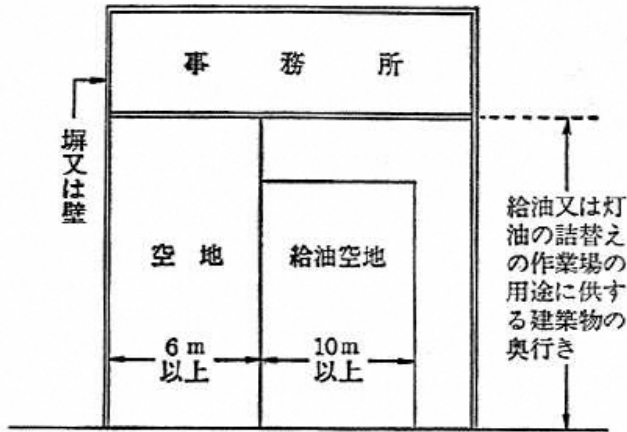 事務所
塀又は壁
空地
給油空地
6m
以上
10m
以上
給油又は灯
油の詰替え
の作業場の
用途に供す
る建築物の
奥行き